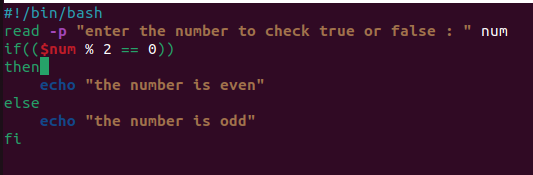 #!/bin/bash
read -p "enter the number to check true or false : " num
if(($num % 2 == 0))
then
    echo "the number is even"
else
    echo "the number is odd"
fi